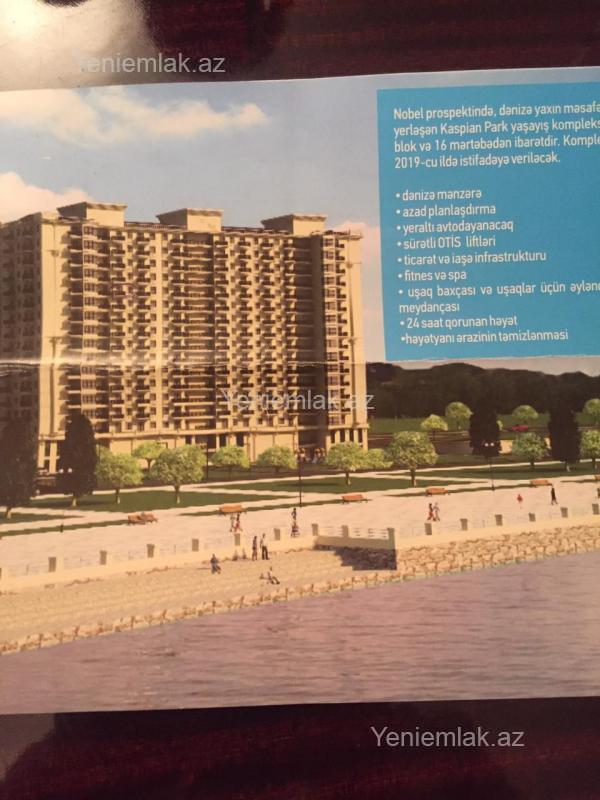 Yeniemlak.az
Nobel prospektində, dənizə yaxın məsafə
yerləşən Kaspian Park yaşayış kompleks
blok və 16 mərtəbədən ibarətdir. Komple
2019-cu ildə istifadəyə veriləcək.
• dənizə mənzərə
• azad planlaşdırma
• yeraltı avtodayanacaq
• sürətli OTİS liftləri
• ticarət və iaşə infrastrukturu
• fitnes və spa
• uşaq baxçası və uşaqlar üçün əylənc
meydançası
• 24 saat qorunan həyət
•həyətyanı ərazinin təmizlənməsi
Yeniemlak.az
Yeniemlak.az